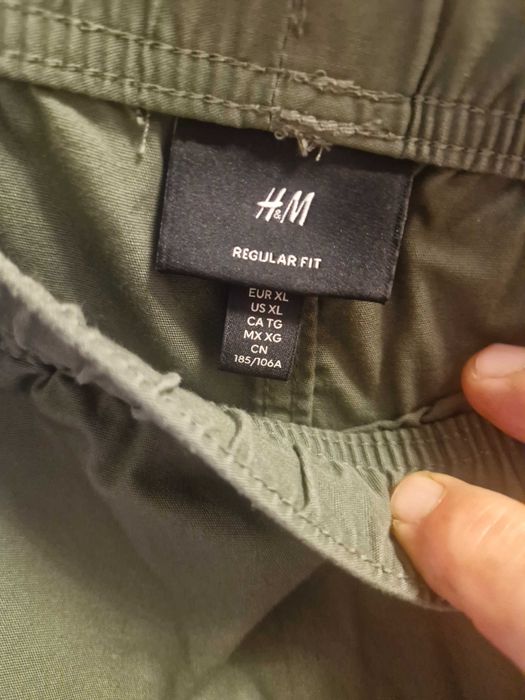 H&M
REGULAR FIT
EUR XL
US XL
CA TG
MX XG
CN
185/106A